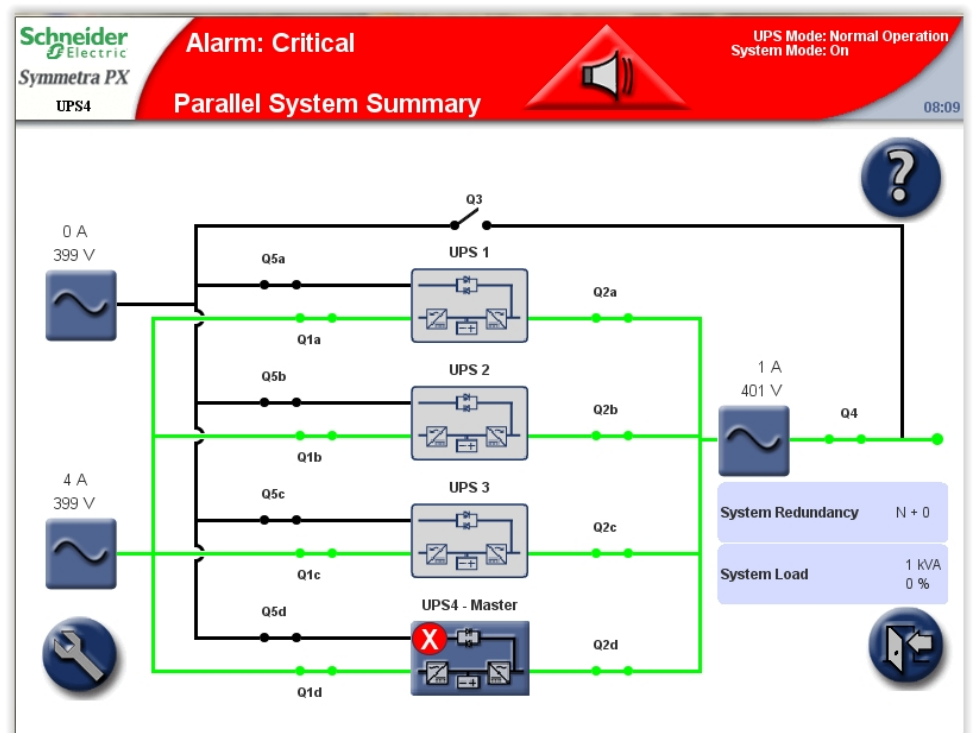 Schneider
Electric
Symmetra PX
UPS4
Alarm: Critical
Parallel System Summary
UPS Mode: Normal Operation
System Mode: On
08:09
?
Q3
0 A
399 V
Q5a
UPS 1
Q2a
Q1a
Q5b
UPS 2
Q2b
Q1b
1 A
401 V
Q4
4 A
399 V
Q5c
UPS 3
Q2c
Q1c
System Redundancy N + 0
System Load 1 kVA
0 %
Q5d
UPS4 - Master
X
Q2d
Q1d